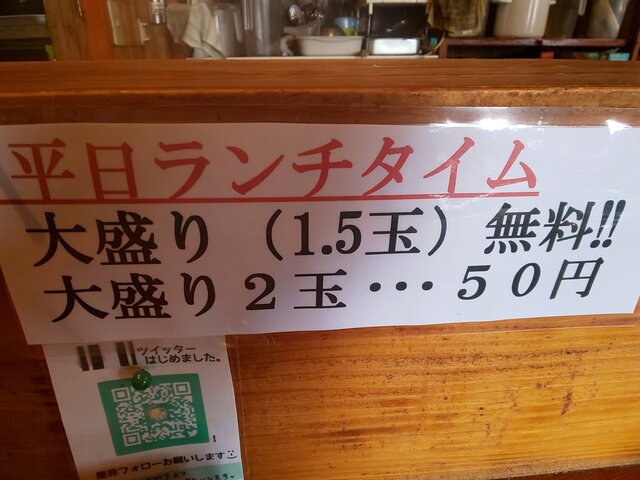 平日ランチタイム
大盛り（1.5玉）無料!!
大盛り２玉・・・５０円
ツイッター
はじめました。
!
是非フォローお願いします